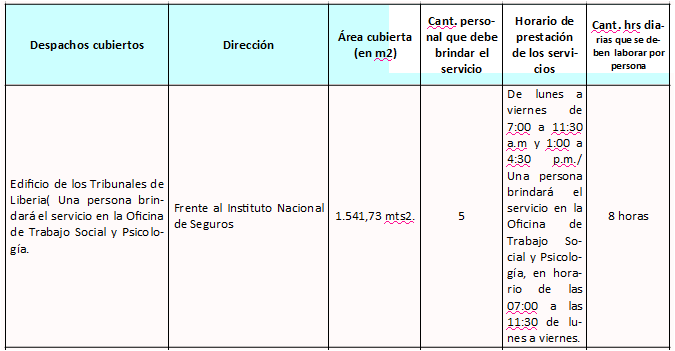 Despachos cubiertos
Dirección
Área cubierta
(en m2)
Cant. perso-
nal que debe
brindar el
servicio
Horario de
prestación
de los servi-
cios
Cant. hrs dia-
rias que se de-
ben laborar por
persona
Edificio de los Tribunales de
Liberia( Una persona brin-
dará el servicio en la Oficina
de Trabajo Social y Psicolo-
gía.
Frente al Instituto Nacional
de Seguros
1.541,73 mts2.
5
De lunes a
viernes de
7:00 a 11:30
a.m y 1:00 a
4:30 p.m./
Una persona
brindará el
servicio en la
Oficina de
Trabajo So-
cial y Psicolo-
gía, en hora-
rio de las
07:00 a las
11:30 de lu-
nes a viernes.
8 horas